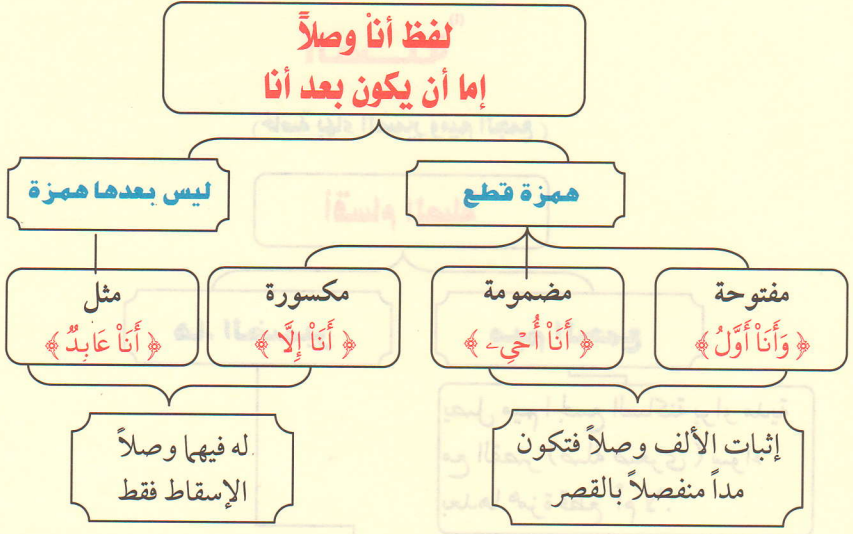 لفظ أنا۠ وصلاً
إما أن يكون بعد أنا
همزة قطع
ليس بعدها همزة
مفتوحة
﴿ وَأَنَا۠ أَوَّلُ ﴾
مضمومة
﴿ أَنَا۠ أُحْيِۦ ﴾
مكسورة
﴿ أَنَا۠ إِلَّا ﴾
مثل
﴿ أَنَا۠ عَابِدٌ ﴾
إثبات الألف وصلاً فتكون
مداً منفصلاً بالقصر
له فيهما وصلاً
الإسقاط فقط